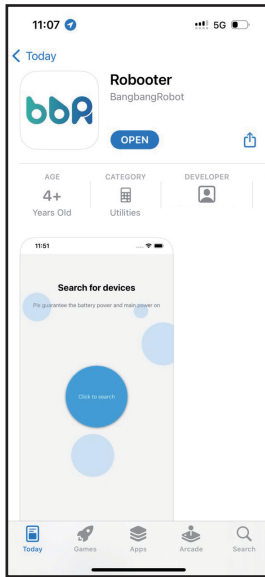 11:07
5G
Today
bbR
Robooter
BangbangRobot
OPEN
AGE
CATEGORY
DEVELOPER
4+
Years Old
Utilities
11:51
Search for devices
Pls guarantee the battery power and main power on
Click to search
Today
Games
Apps
Arcade
Search